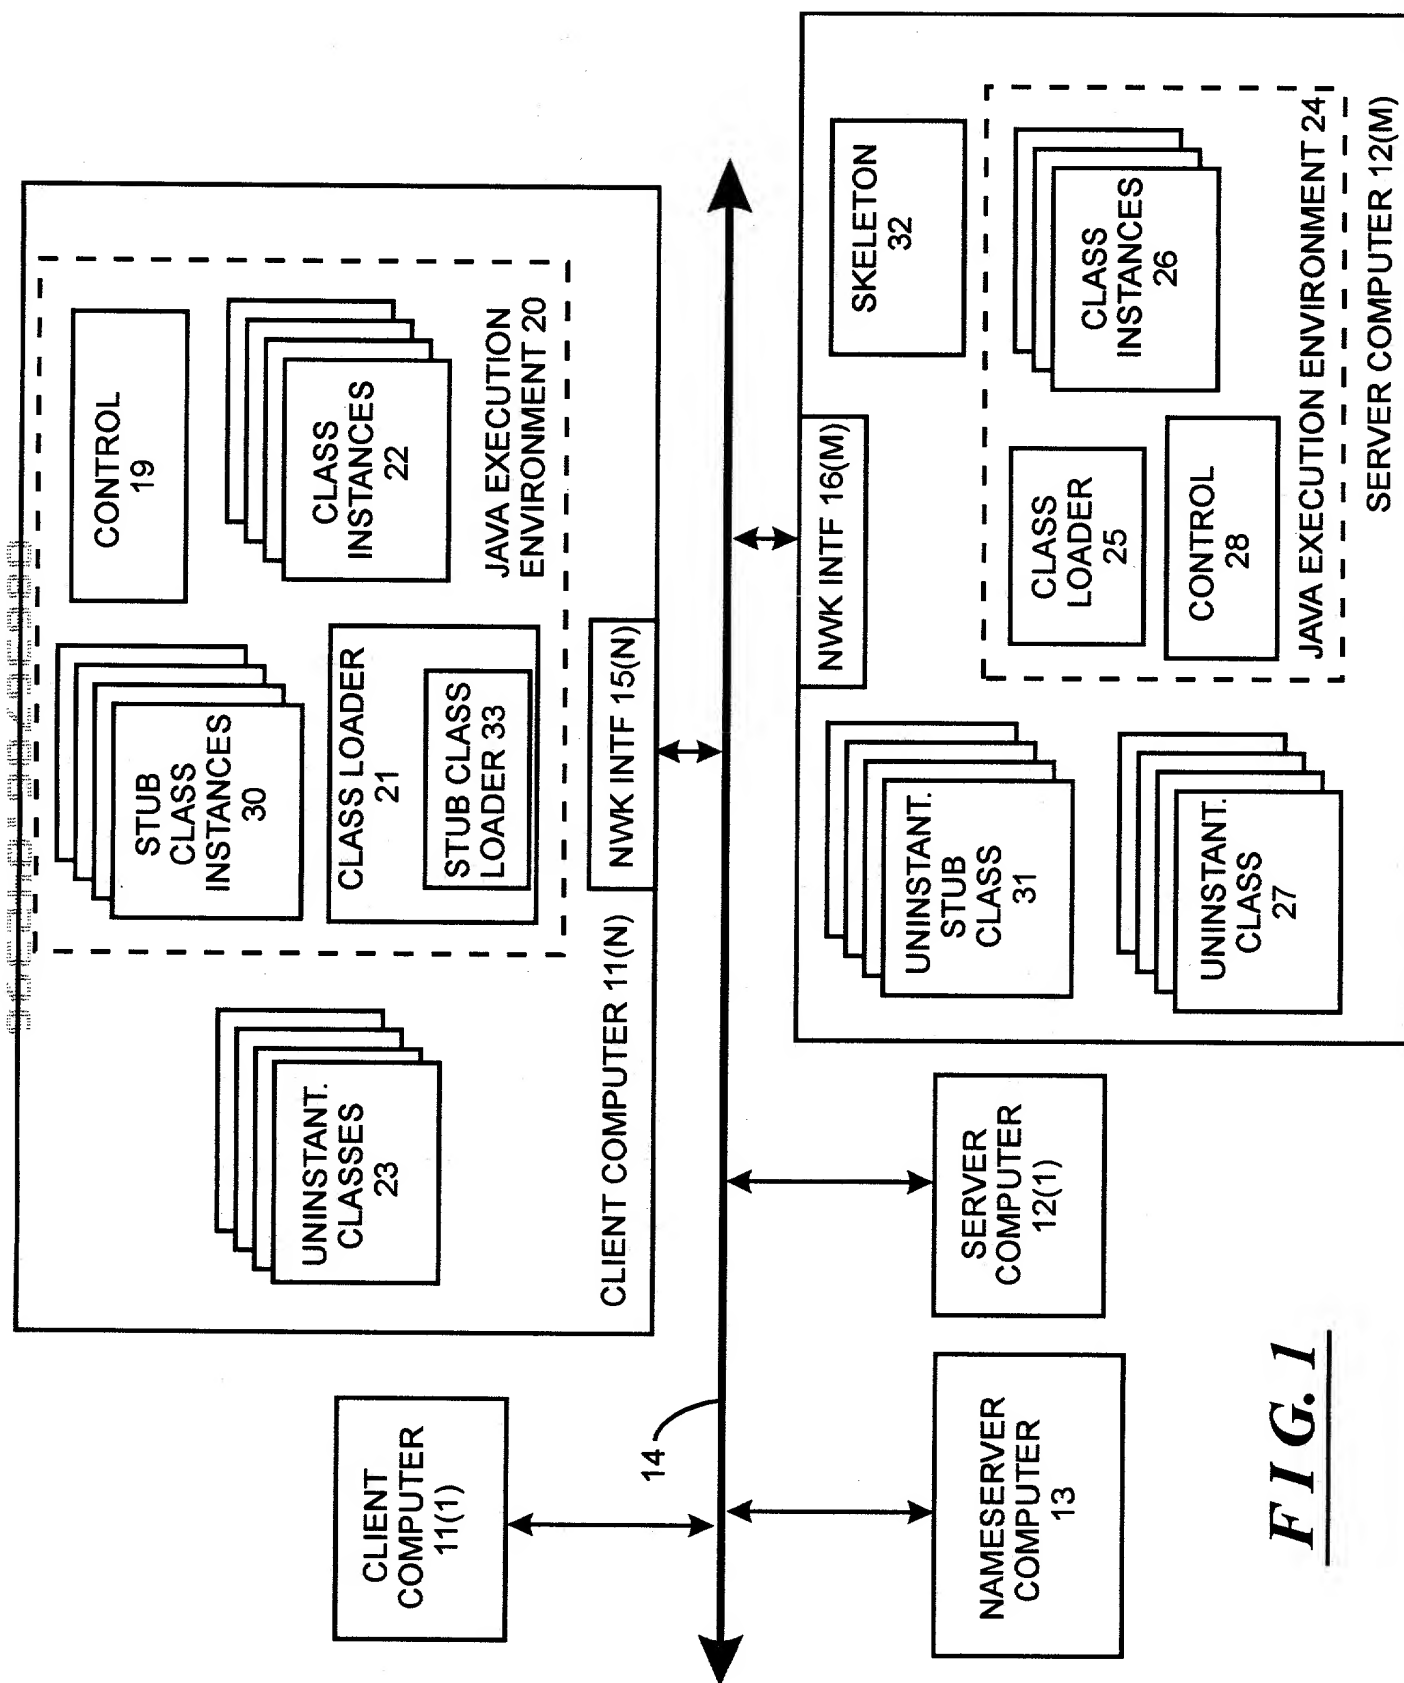 CLIENT
COMPUTER
11(1)
UNINSTANT.
CLASSES
23
STUB
CLASS
INSTANCES
30
CONTROL
19
CLASS LOADER
21
STUB CLASS
LOADER 33
CLASS
INSTANCES
22
JAVA EXECUTION
ENVIRONMENT 20
CLIENT COMPUTER 11(N)
NWK INTF 15(N)
14
NAMESERVER
COMPUTER
13
SERVER
COMPUTER
12(1)
NWK INTF 16(M)
UNINSTANT.
STUB
CLASS
31
SKELETON
32
UNINSTANT.
CLASS
27
CLASS
LOADER
25
CLASS
INSTANCES
26
CONTROL
28
JAVA EXECUTION ENVIRONMENT 24
SERVER COMPUTER 12(M)
FIG. 1